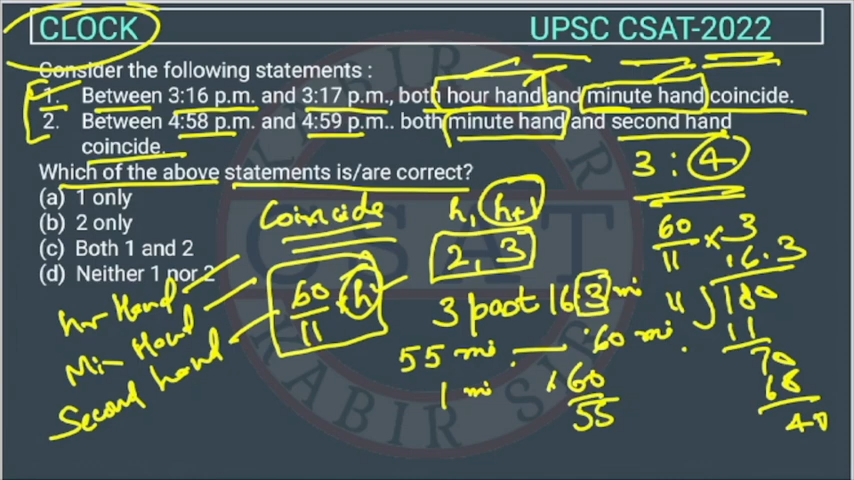 CLOCK UPSC CSAT-2022
Consider the following statements :
1. Between 3:16 p.m. and 3:17 p.m., both hour hand and minute hand coincide.
2. Between 4:58 p.m. and 4:59 p.m.. both minute hand and second hand
coincide.
Which of the above statements is/are correct?
(a) 1 only
(b) 2 only
(c) Both 1 and 2
(d) Neither 1 nor 2
3 : 4
Coincide
h, h+1
2, 3
60/11 × h
Hr Hand
Min Hand
Second hand
3 past 16.3 mi
55 mi. — 60 mi.
1 mi × 60/55
60/11 × 3
16.3
11 ) 180
11
70
CSAT
KABIR